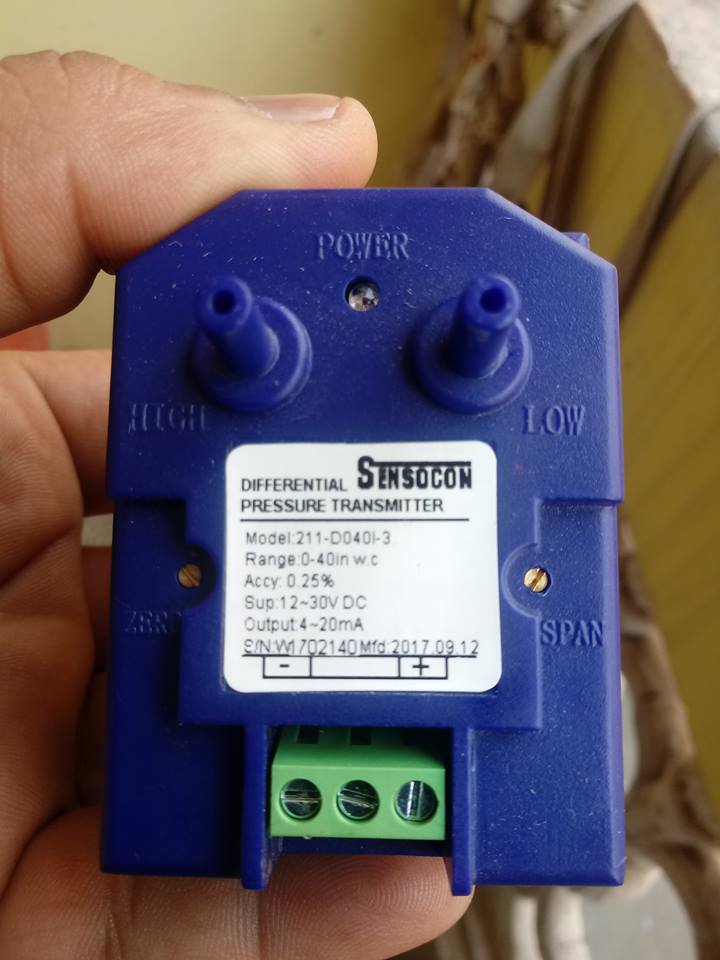 POWER
HIGH
LOW
DIFFERENTIAL SENSOCON
PRESSURE TRANSMITTER
Model:211-D040I-3
Range:0-40in w.c
Accy: 0.25%
Sup:12~30V DC
Output:4~20mA
S/N:W1702140 Mfd:2017.09.12
- +
ZERO
SPAN